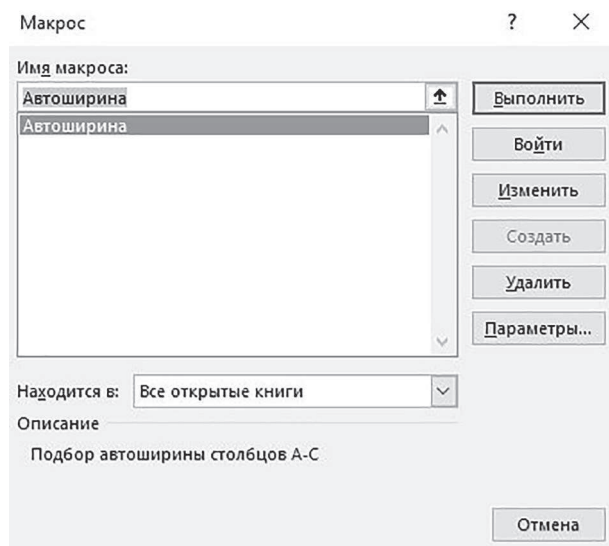 Макрос ? ×
Имя макроса:
Автоширина
Автоширина
Выполнить
Войти
Изменить
Создать
Удалить
Параметры...
Находится в: Все открытые книги
Описание
Подбор автоширины столбцов A-C
Отмена